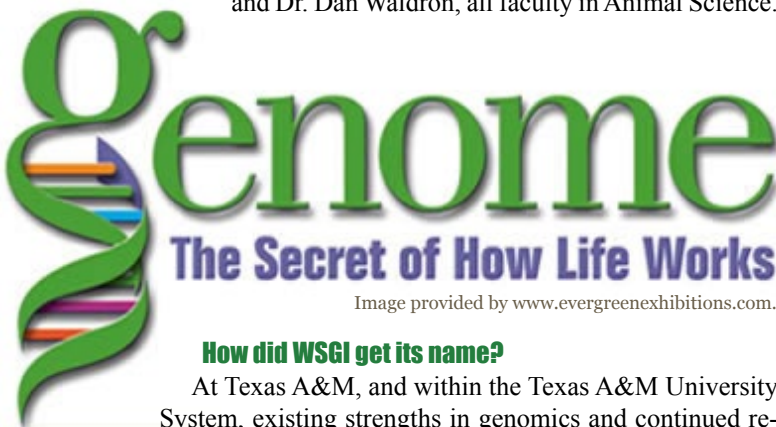 and Dr. Dan Waldron, all faculty in Animal Science.
genome
The Secret of How Life Works
Image provided by www.evergreenexhibitions.com.
How did WSGI get its name?
At Texas A&M, and within the Texas A&M University
System, existing strengths in genomics and continued re-